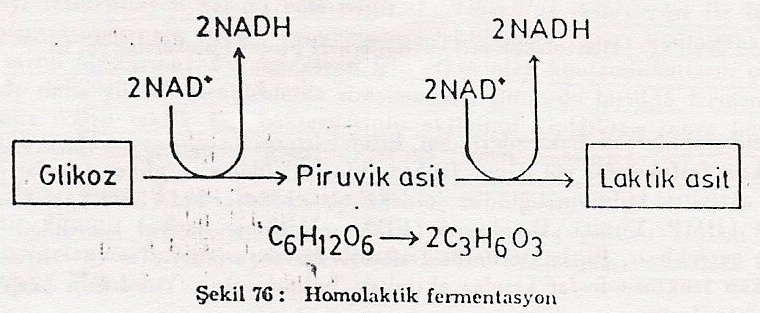 2NADH 2NADH
2NAD⁺ 2NAD⁺
Glikoz Piruvik asit Laktik asit
C₆H₁₂O₆ → 2C₃H₆O₃
Şekil 76 : Homolaktik fermentasyon